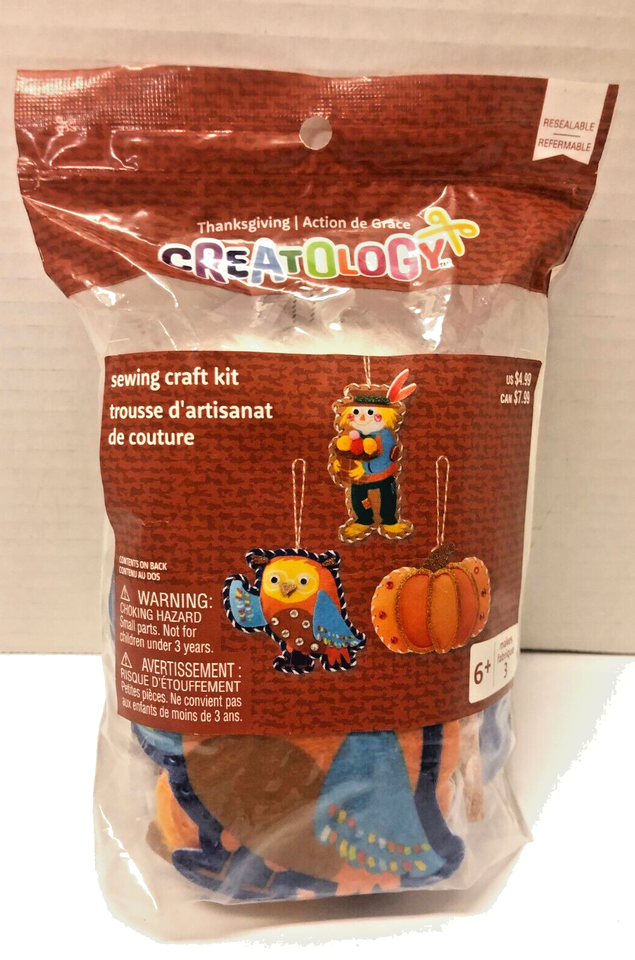 RESEALABLE
REFERMABLE
Thanksgiving | Action de Grâce
CREATOLOGY™
sewing craft kit
trousse d'artisanat
de couture
US $4.99
CAN $7.99
CONTENTS ON BACK
CONTENU AU DOS
⚠ WARNING:
CHOKING HAZARD
Small parts. Not for
children under 3 years.
⚠ AVERTISSEMENT :
RISQUE D'ÉTOUFFEMENT
Petites pièces. Ne convient pas
aux enfants de moins de 3 ans.
6+
makes
fabrique
3